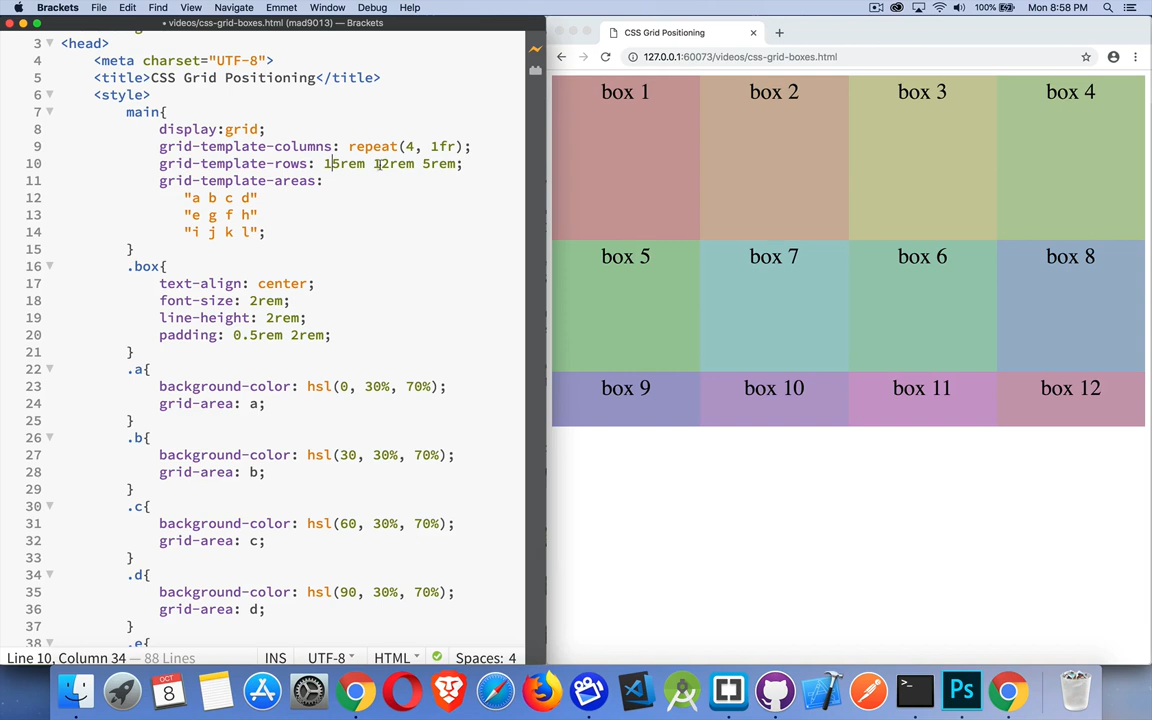 Brackets File Edit Find View Navigate Emmet Window Debug Help 100% Mon 8:58 PM
• videos/css-grid-boxes.html (mad9013) — Brackets
3 <head>
4 <meta charset="UTF-8">
5 <title>CSS Grid Positioning</title>
6 <style>
7 main{
8 display:grid;
9 grid-template-columns: repeat(4, 1fr);
10 grid-template-rows: 15rem 12rem 5rem;
11 grid-template-areas:
12 "a b c d"
13 "e g f h"
14 "i j k l";
15 }
16 .box{
17 text-align: center;
18 font-size: 2rem;
19 line-height: 2rem;
20 padding: 0.5rem 2rem;
21 }
22 .a{
23 background-color: hsl(0, 30%, 70%);
24 grid-area: a;
25 }
26 .b{
27 background-color: hsl(30, 30%, 70%);
28 grid-area: b;
29 }
30 .c{
31 background-color: hsl(60, 30%, 70%);
32 grid-area: c;
33 }
34 .d{
35 background-color: hsl(90, 30%, 70%);
36 grid-area: d;
37 }
38 .e{
Line 10, Column 34 — 88 Lines INS UTF-8 HTML Spaces: 4
CSS Grid Positioning
127.0.0.1:60073/videos/css-grid-boxes.html
box 1 box 2 box 3 box 4
box 5 box 7 box 6 box 8
box 9 box 10 box 11 box 12
OCT
8
Ps